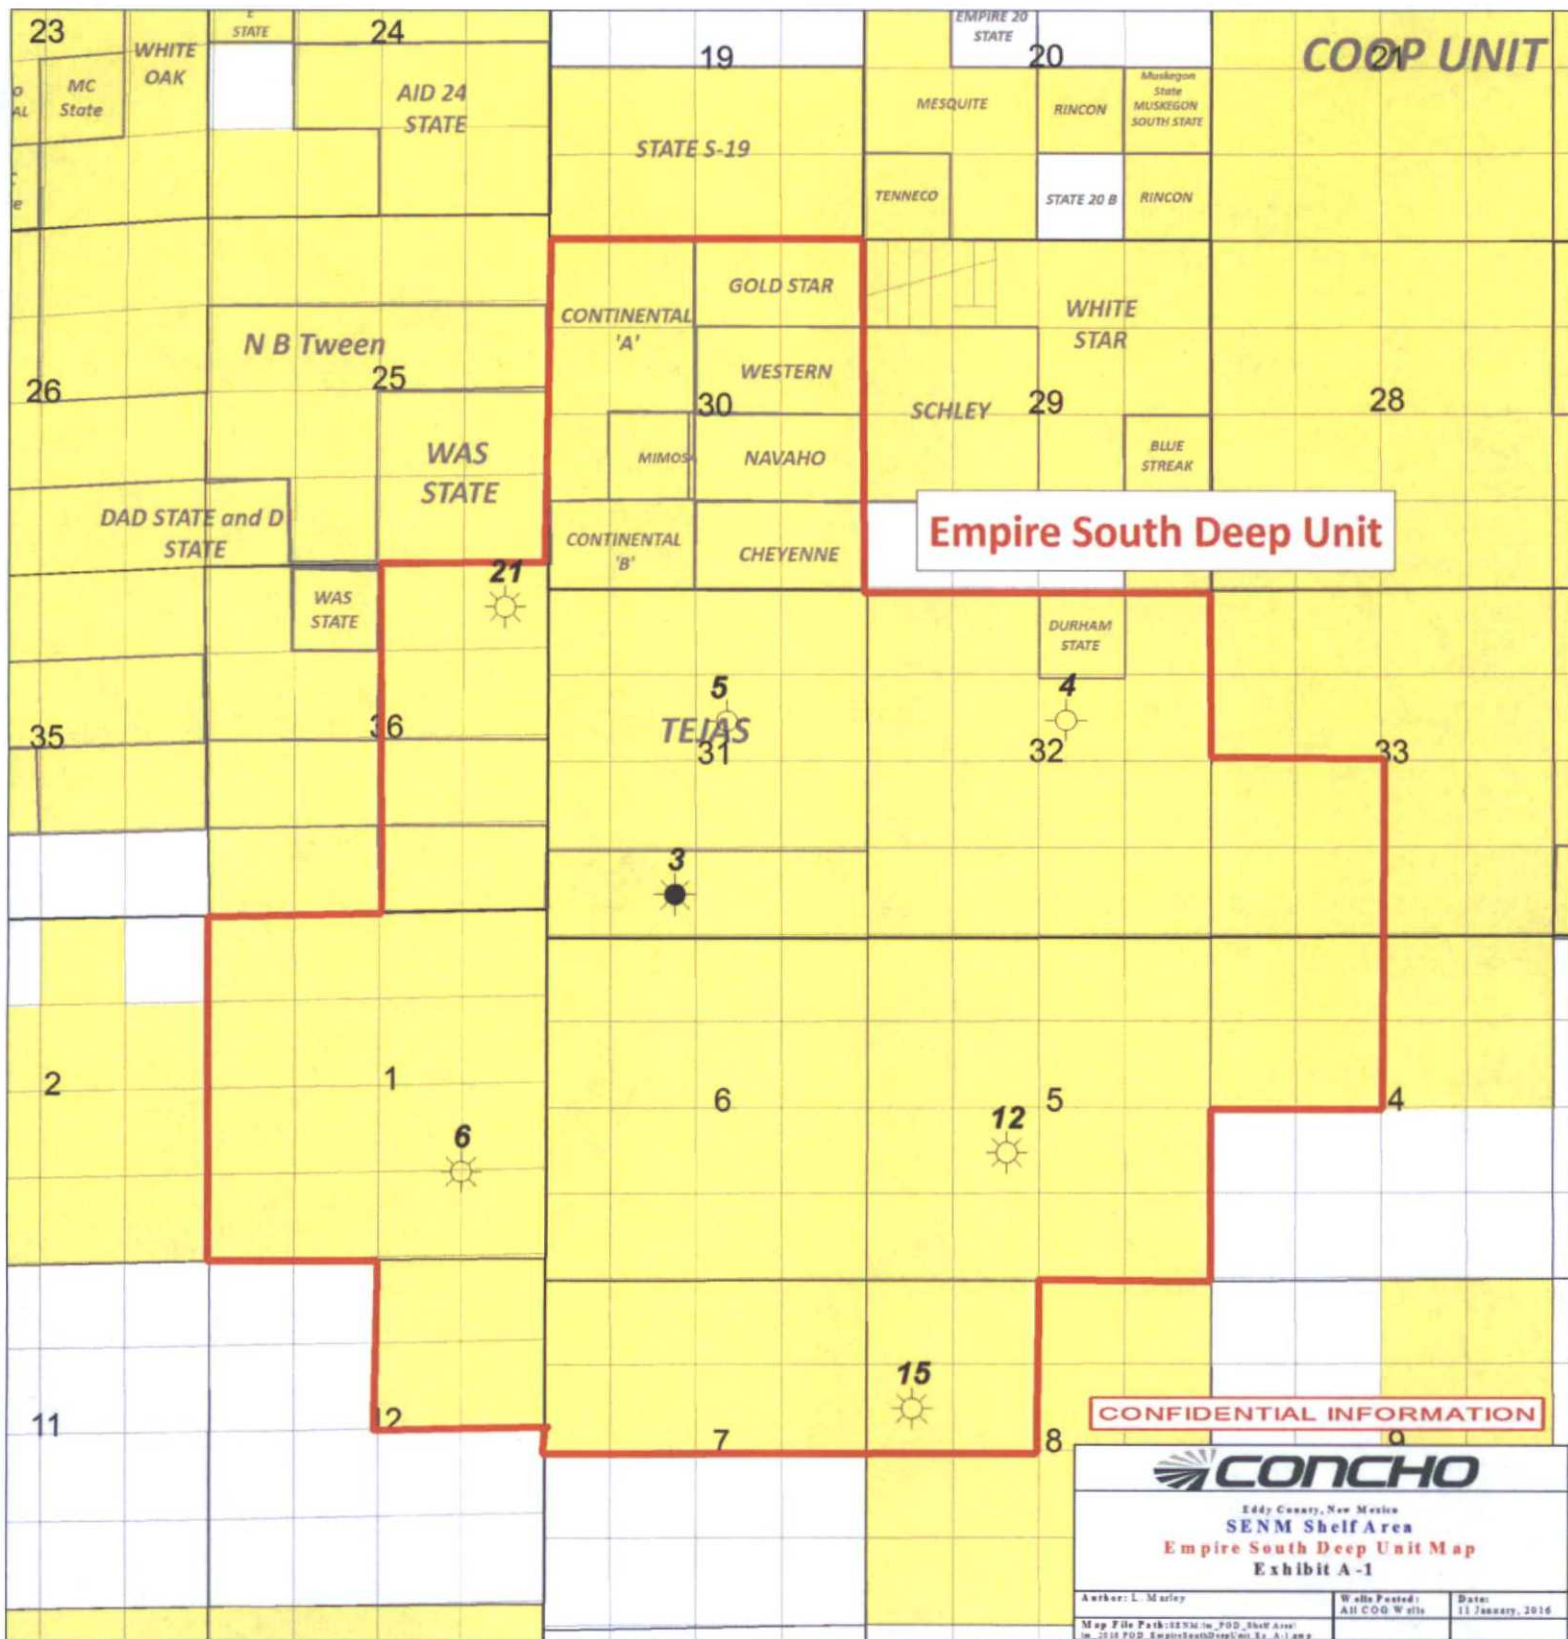 23
WHITE
OAK
STATE
24
19
EMPIRE 20
STATE
20
COOP UNIT
21
MC
State
AID 24
STATE
MESQUITE
RINCON
Muskegon
State
MUSKEGON
SOUTH STATE
AL
STATE S-19
TENNECO
STATE 20 B
RINCON
e
GOLD STAR
CONTINENTAL
'A'
WHITE
STAR
N B Tween
26
25
WESTERN
30
SCHLEY
29
28
WAS
STATE
MIMOSA
NAVAHO
BLUE
STREAK
DAD STATE and D
STATE
CONTINENTAL
'B'
CHEYENNE
Empire South Deep Unit
21
WAS
STATE
DURHAM
STATE
5
4
35
36
TEJAS
31
32
33
3
2
1
6
5
4
6
12
15
11
12
7
8
9
CONFIDENTIAL INFORMATION
CONCHO
Eddy County, New Mexico
SENM Shelf Area
Empire South Deep Unit Map
Exhibit A-1
Author: L. Marley
Wells Posted:
All COG Wells
Date:
11 January, 2016
Map File Path: